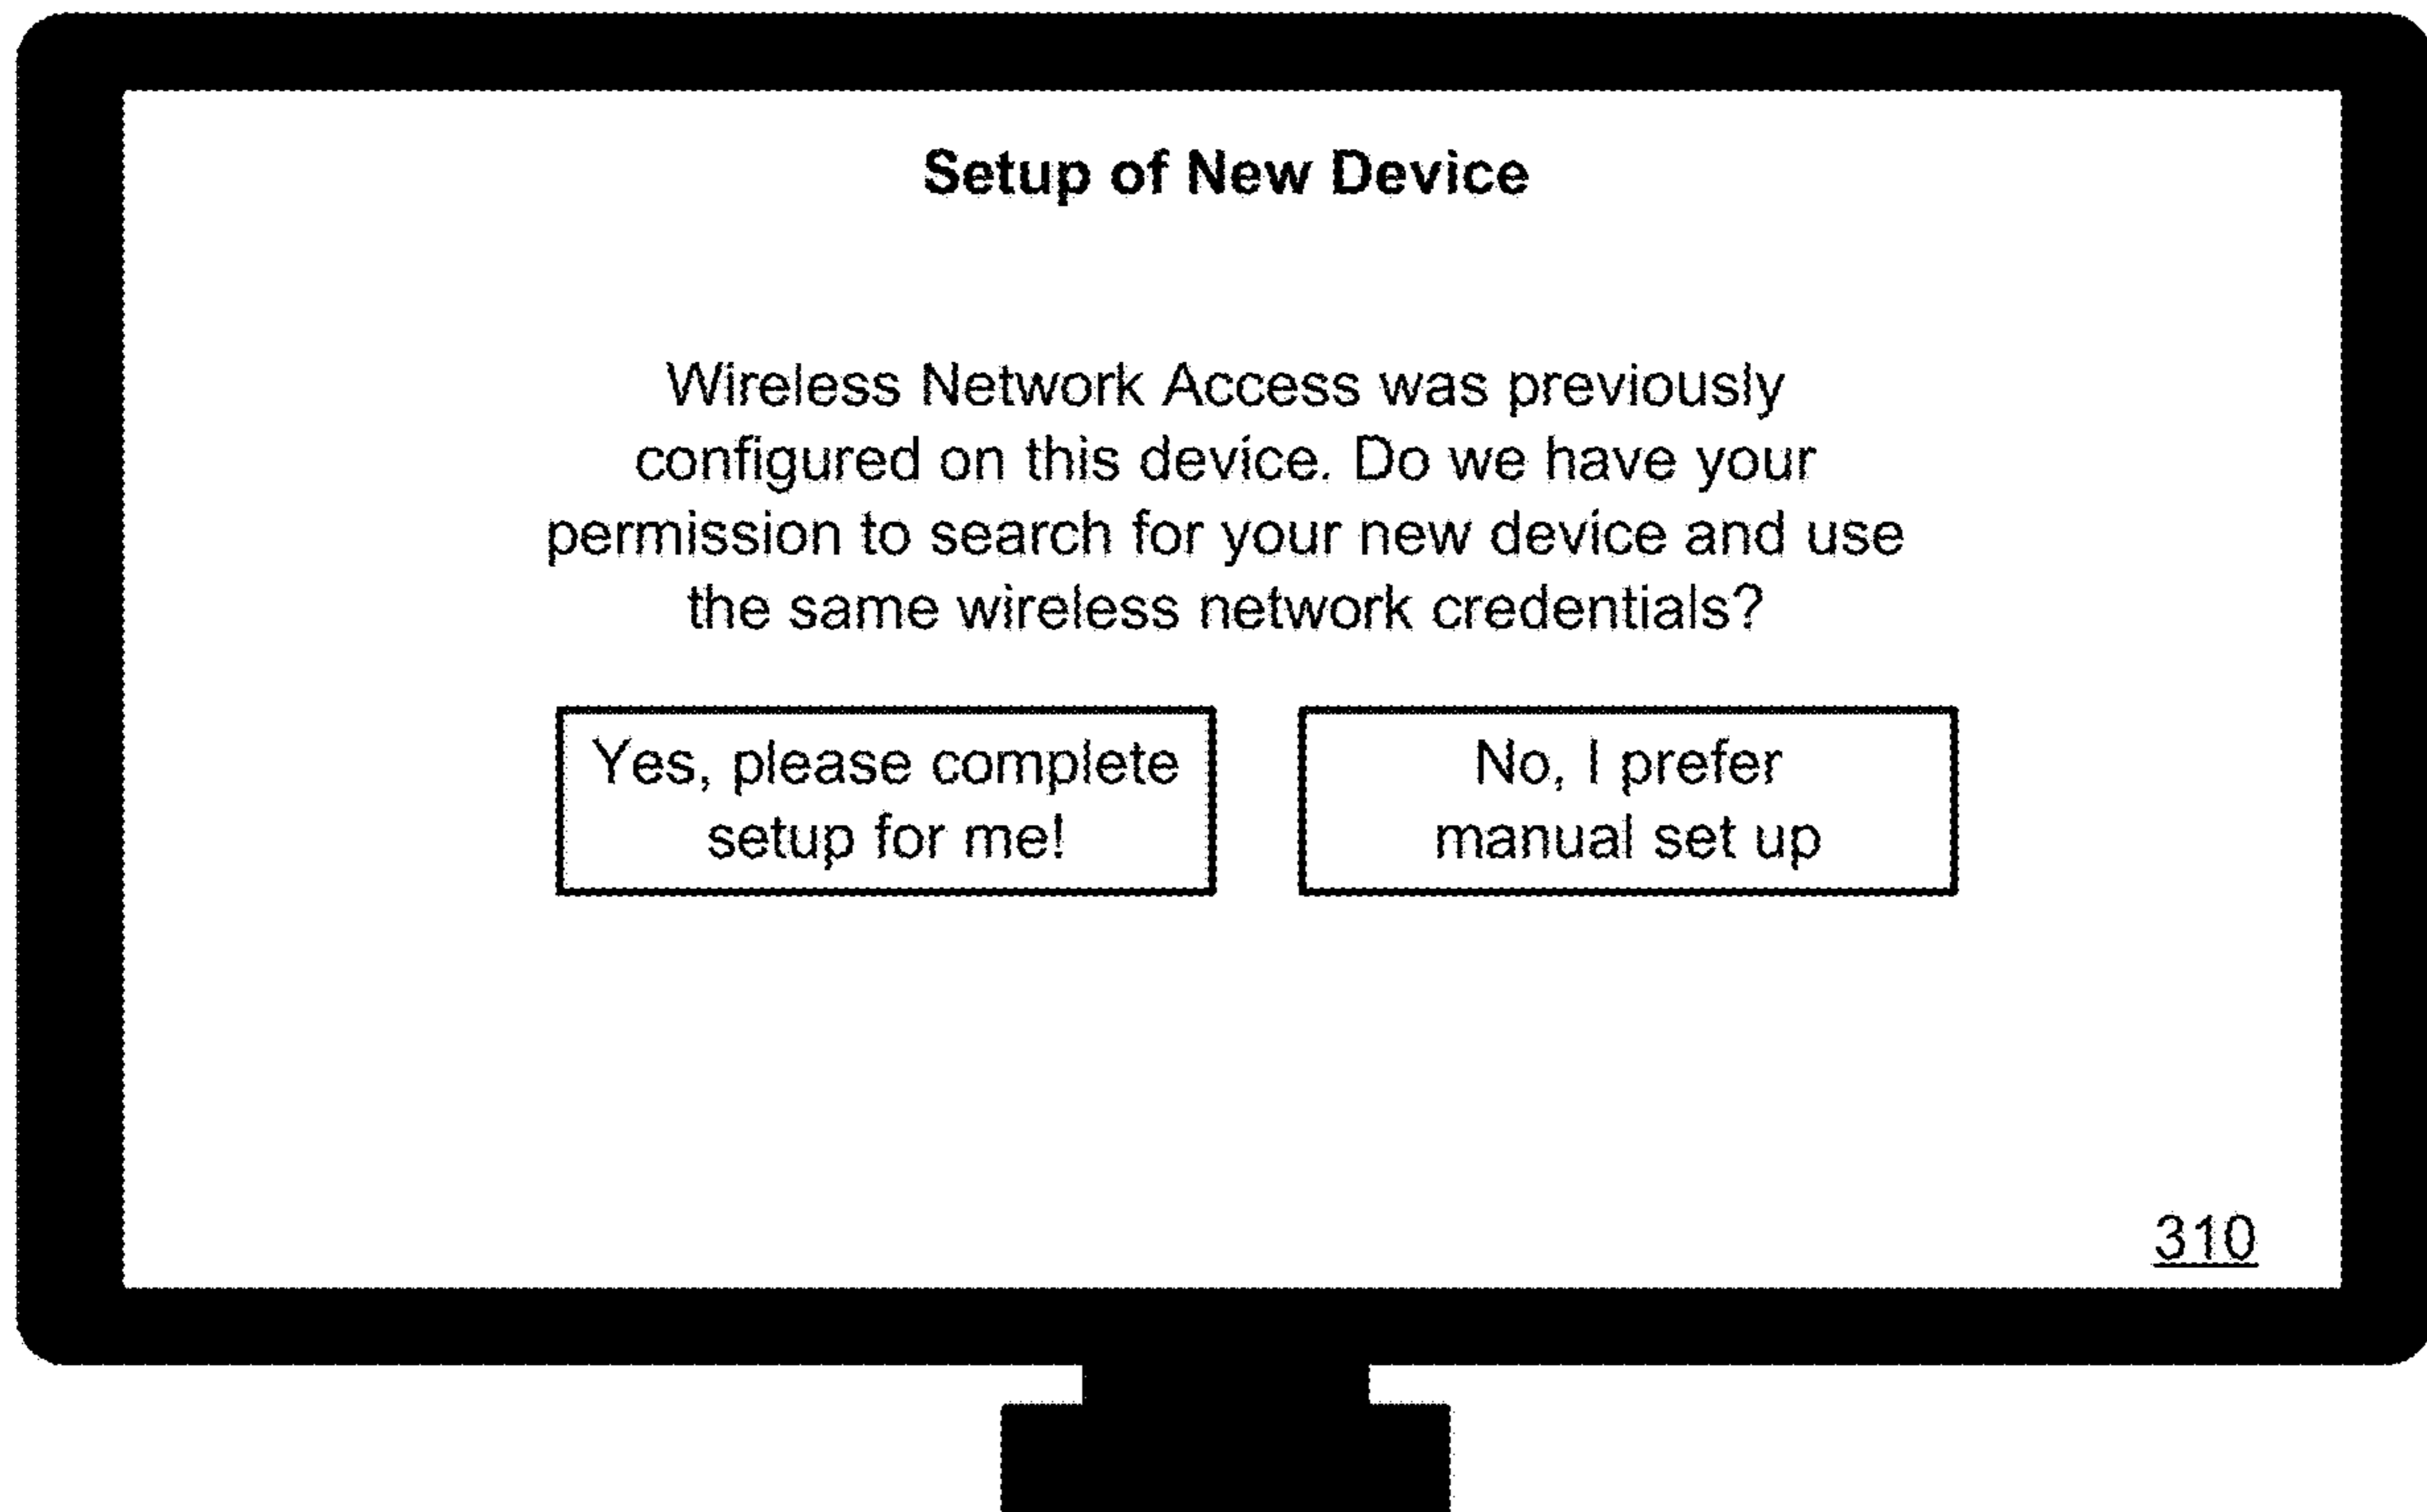 Setup of New Device
Wireless Network Access was previously
configured on this device. Do we have your
permission to search for your new device and use
the same wireless network credentials?
Yes, please complete
setup for me!
No, I prefer
manual set up
310